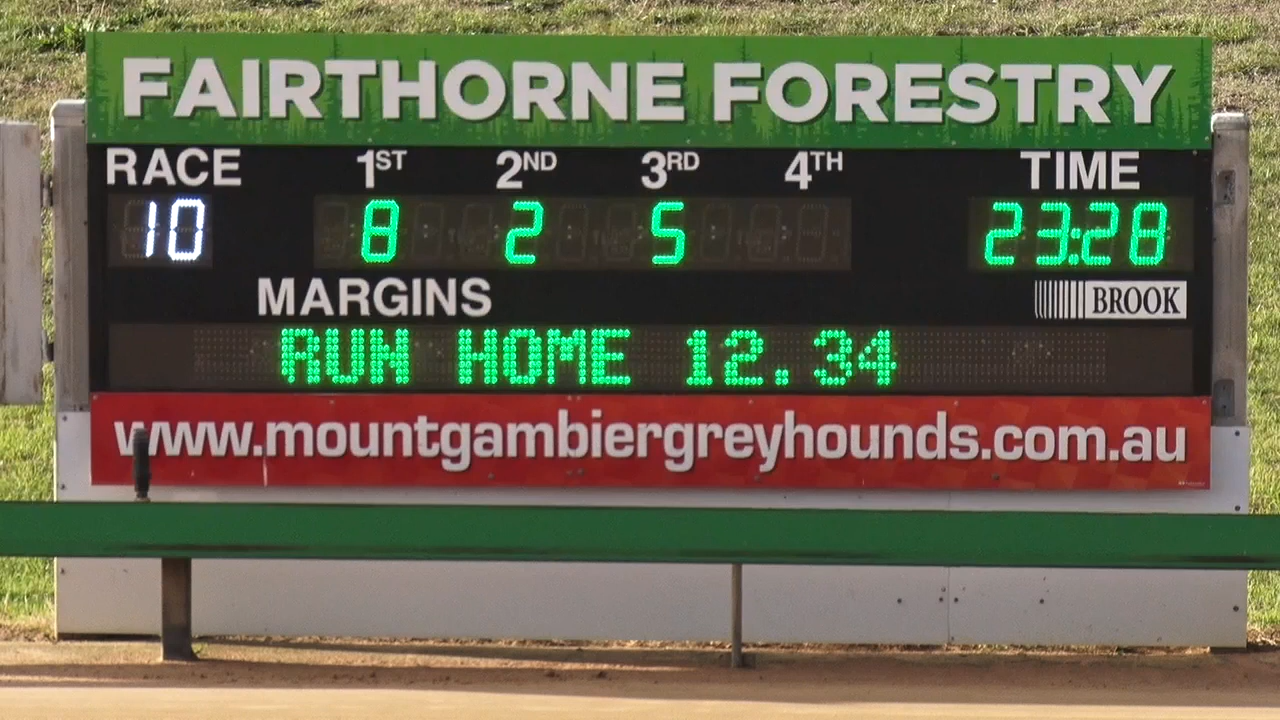 FAIRTHORNE FORESTRY
RACE 1ST 2ND 3RD 4TH TIME
10 8 2 5 23:28
MARGINS BROOK
RUN HOME 12.34
www.mountgambiergreyhounds.com.au